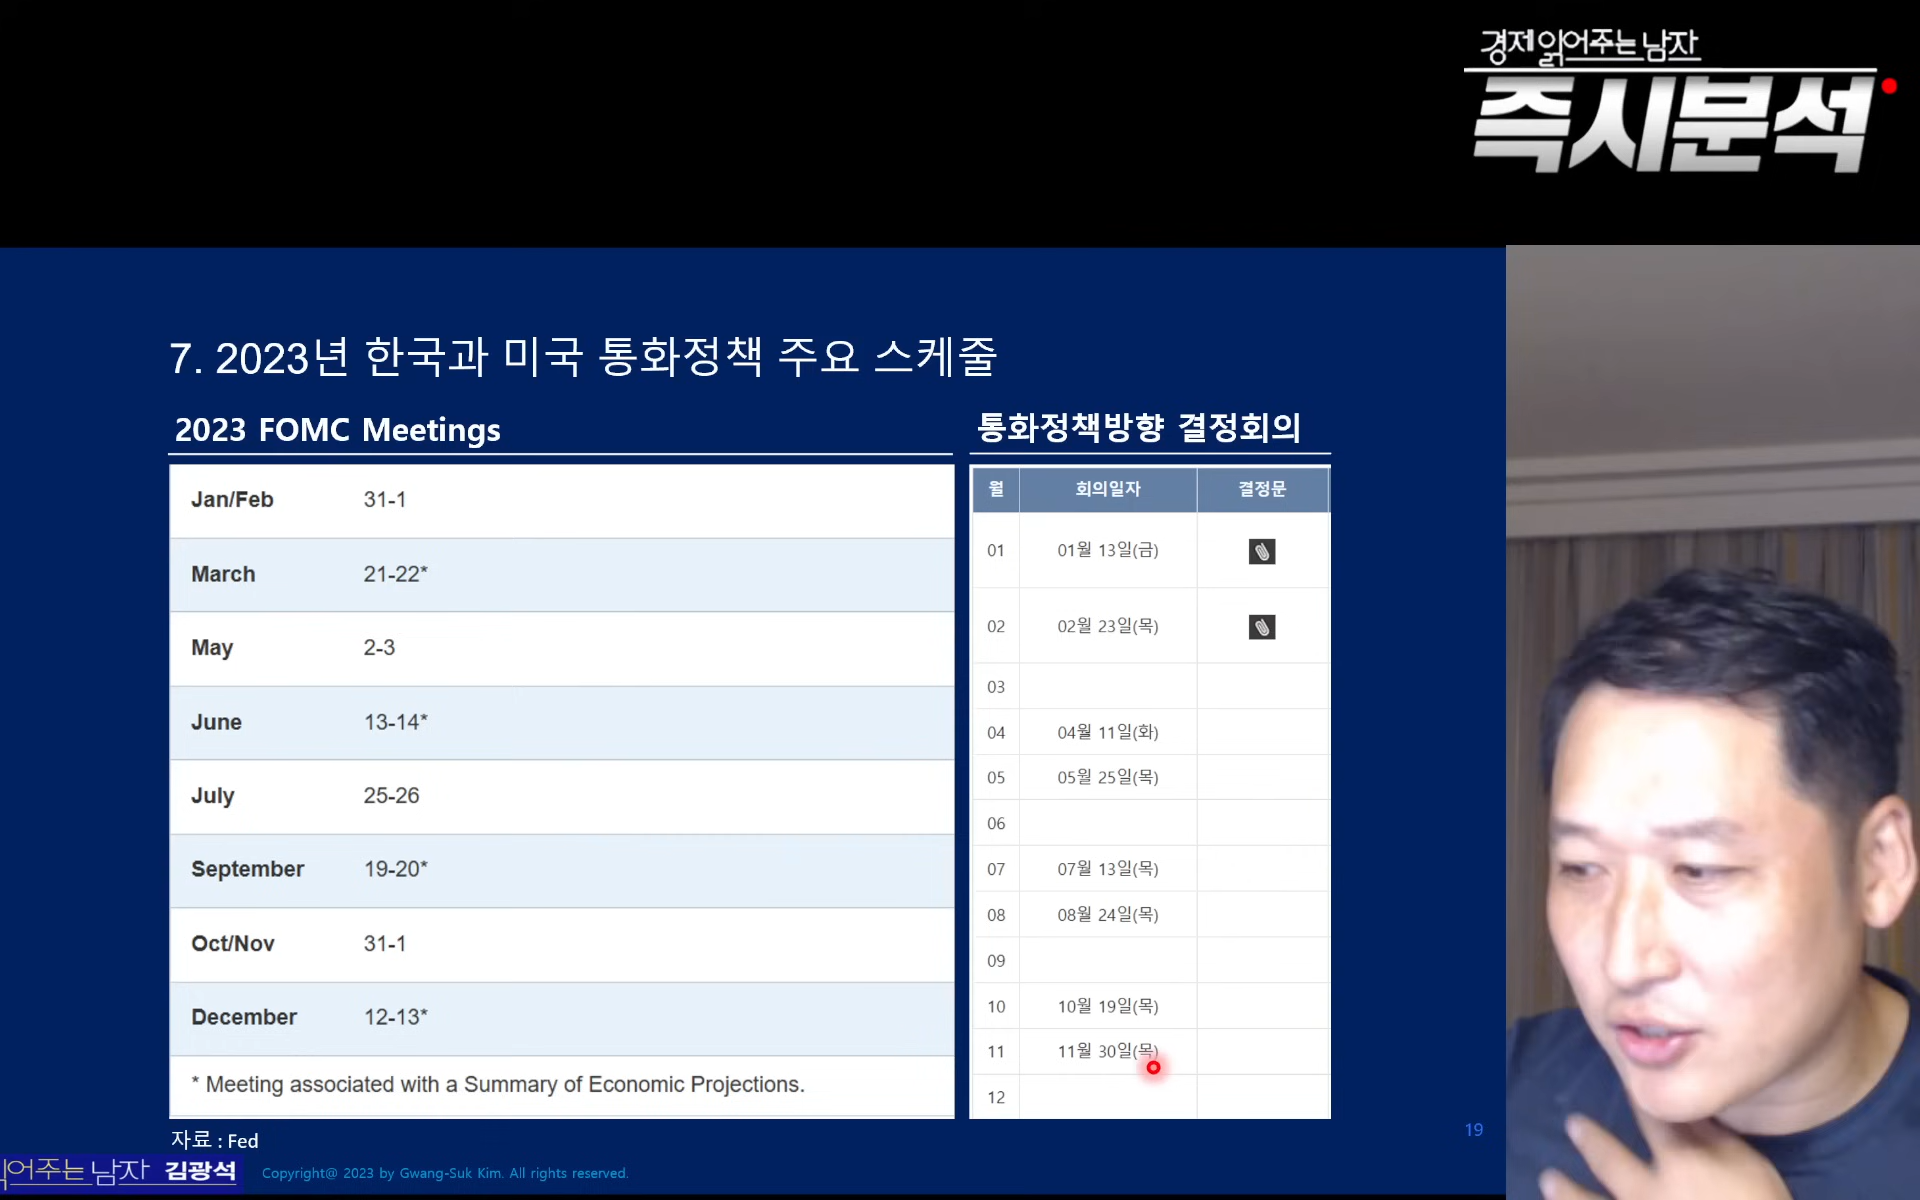 경제읽어주는남자
즉시분석
7. 2023년 한국과 미국 통화정책 주요 스케줄
2023 FOMC Meetings
Jan/Feb 31-1
March 21-22*
May 2-3
June 13-14*
July 25-26
September 19-20*
Oct/Nov 31-1
December 12-13*
* Meeting associated with a Summary of Economic Projections.
통화정책방향 결정회의
월 회의일자 결정문
01 01월 13일(금)
02 02월 23일(목)
03
04 04월 11일(화)
05 05월 25일(목)
06
07 07월 13일(목)
08 08월 24일(목)
09
10 10월 19일(목)
11 11월 30일(목)
12
자료 : Fed
19
어주는남자 김광석
Copyright@ 2023 by Gwang-Suk Kim. All rights reserved.